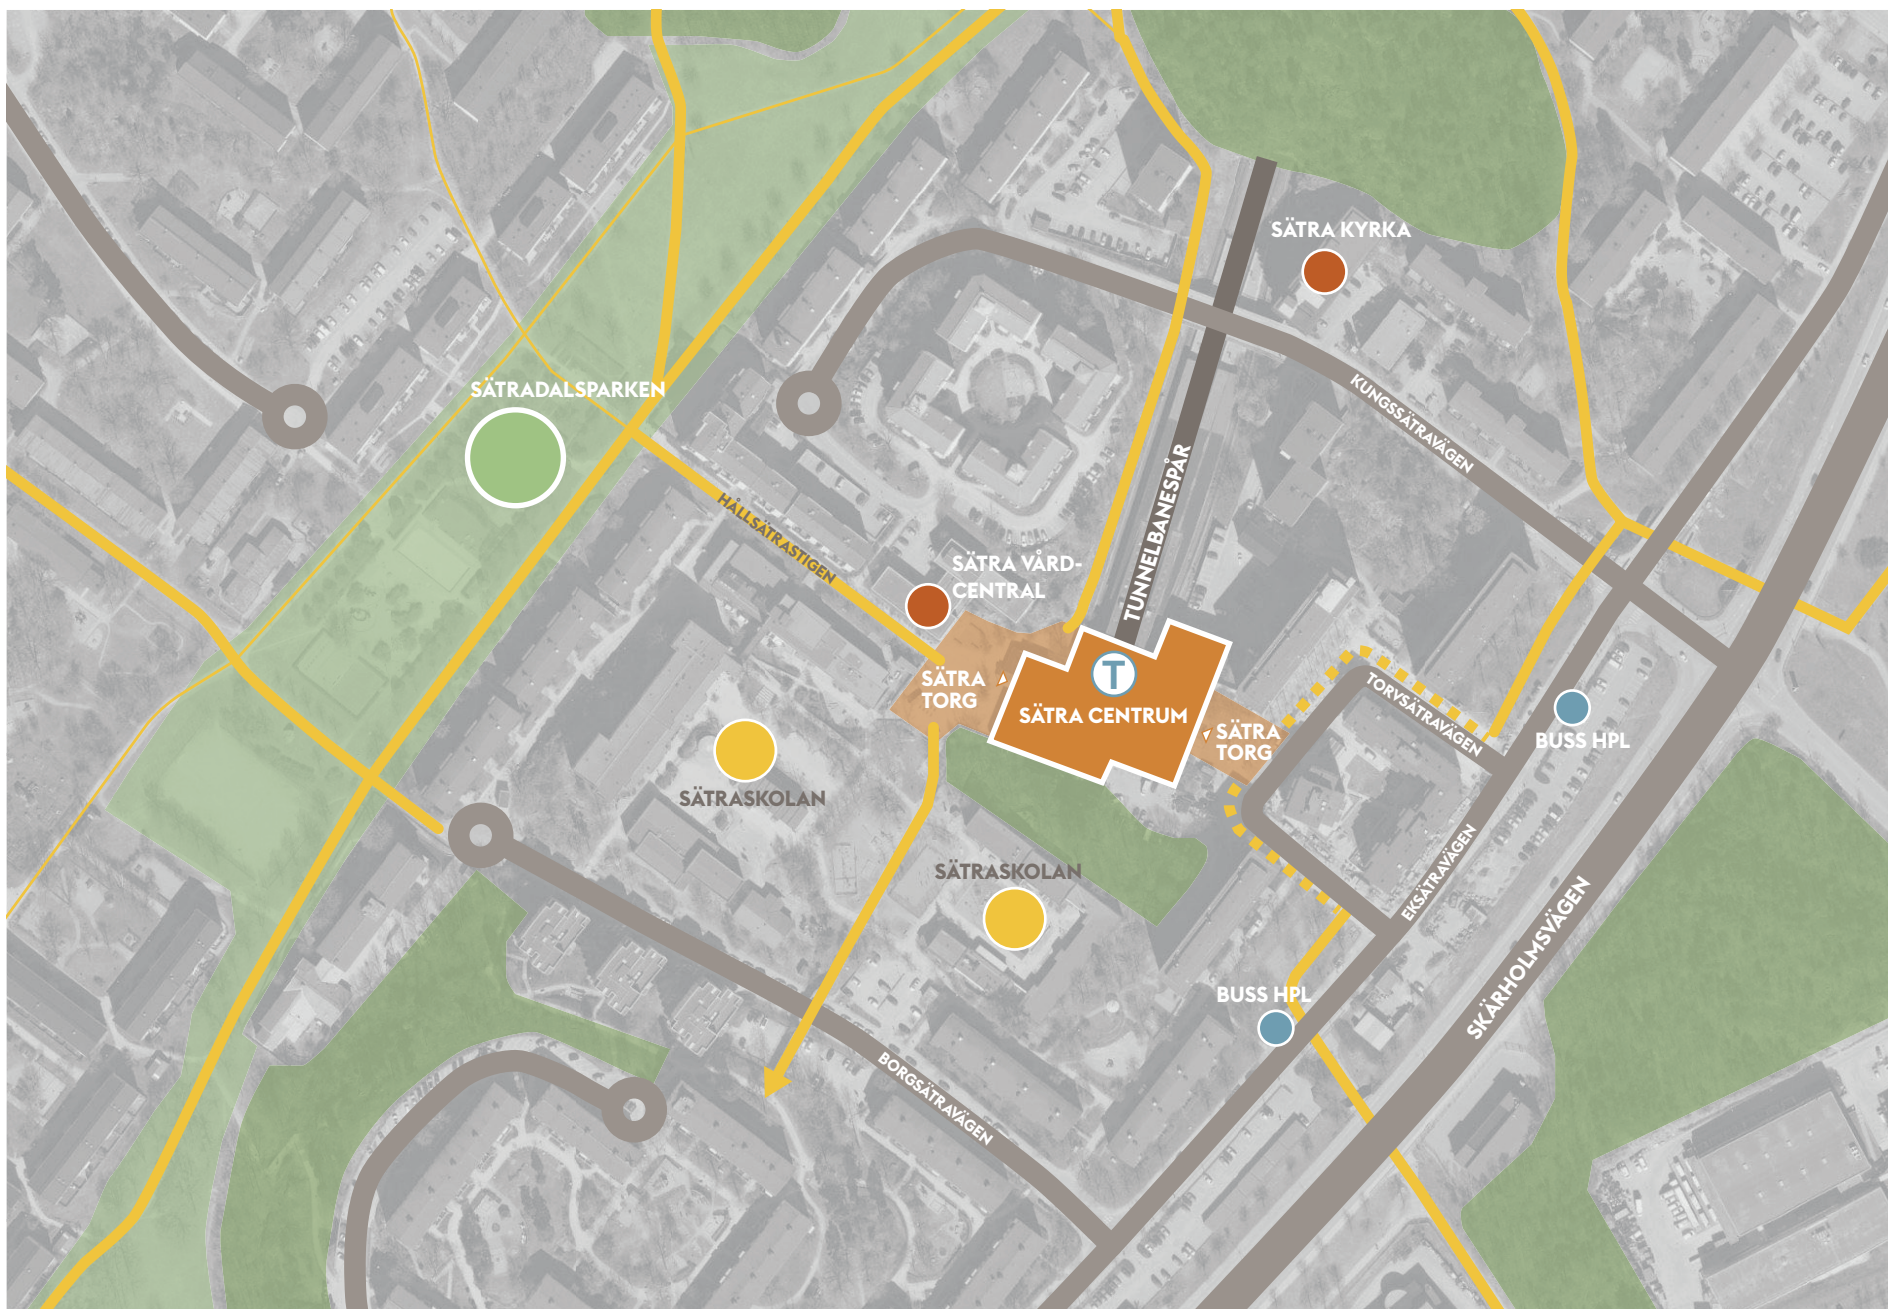 SÄTRA KYRKA
SÄTRADALSPARKEN
KUNGSSÄTRAVÄGEN
TUNNELBANESPÅR
HÅLLSÄTRASTIGEN
SÄTRA VÅRD-
CENTRAL
T
SÄTRA
TORG
SÄTRA CENTRUM
SÄTRA
TORG
TORVSÄTRAVÄGEN
BUSS HPL
SÄTRASKOLAN
SÄTRASKOLAN
EKSÄTRAVÄGEN
SKÄRHOLMSVÄGEN
BUSS HPL
BORGSÄTRAVÄGEN